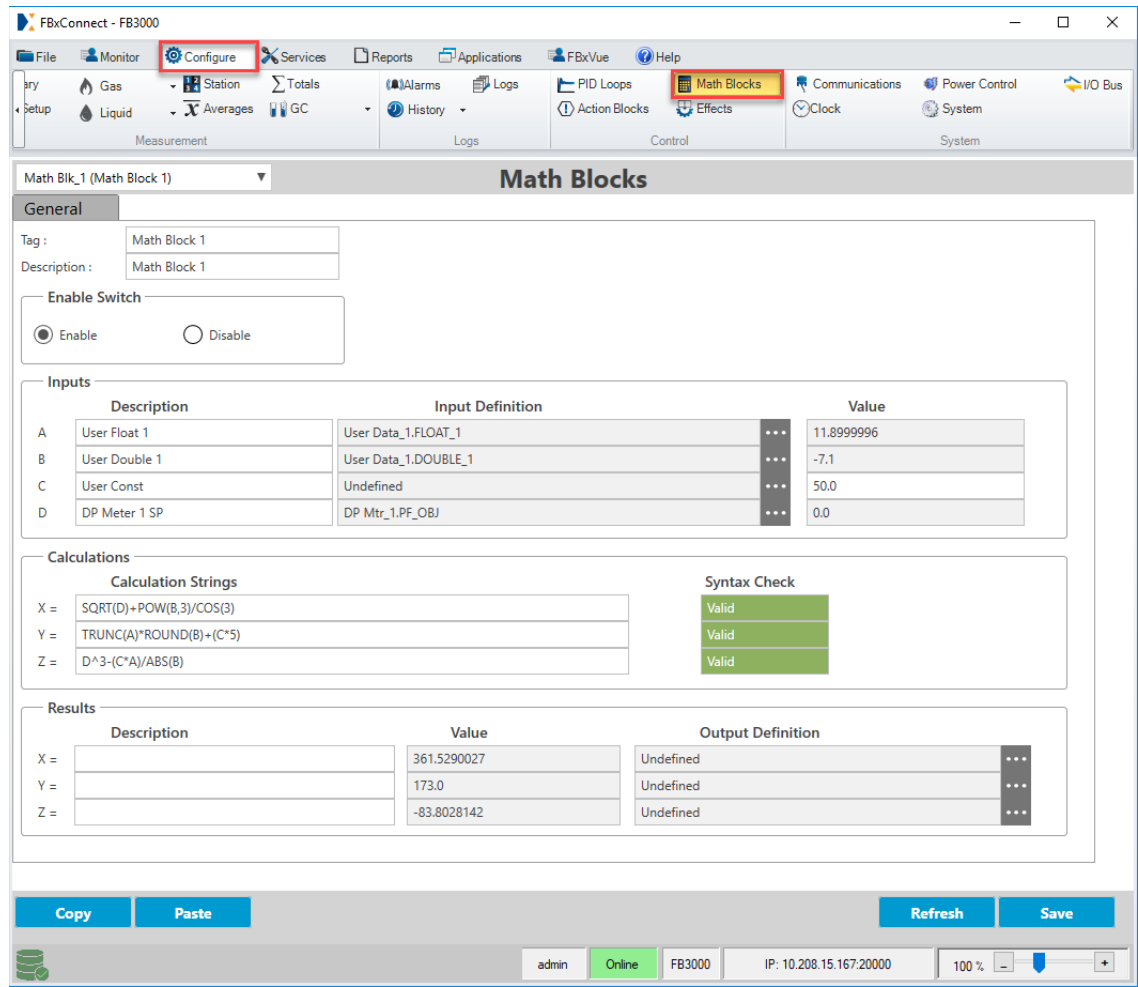 FBxConnect - FB3000
File Monitor Configure Services Reports Applications FBxVue Help
ary Gas Station Totals Alarms Logs PID Loops Math Blocks Communications Power Control I/O Bus
Setup Liquid X Averages GC History Action Blocks Effects Clock System
Measurement Logs Control System
Math Blk_1 (Math Block 1) Math Blocks
General
Tag : Math Block 1
Description : Math Block 1
Enable Switch
Enable Disable
Inputs
Description Input Definition Value
A User Float 1 User Data_1.FLOAT_1 ... 11.8999996
B User Double 1 User Data_1.DOUBLE_1 ... -7.1
C User Const Undefined ... 50.0
D DP Meter 1 SP DP Mtr_1.PF_OBJ ... 0.0
Calculations
Calculation Strings Syntax Check
X = SQRT(D)+POW(B,3)/COS(3) Valid
Y = TRUNC(A)*ROUND(B)+(C*5) Valid
Z = D^3-(C*A)/ABS(B) Valid
Results
Description Value Output Definition
X = 361.5290027 Undefined ...
Y = 173.0 Undefined ...
Z = -83.8028142 Undefined ...
Copy Paste Refresh Save
admin Online FB3000 IP: 10.208.15.167:20000 100 % - +